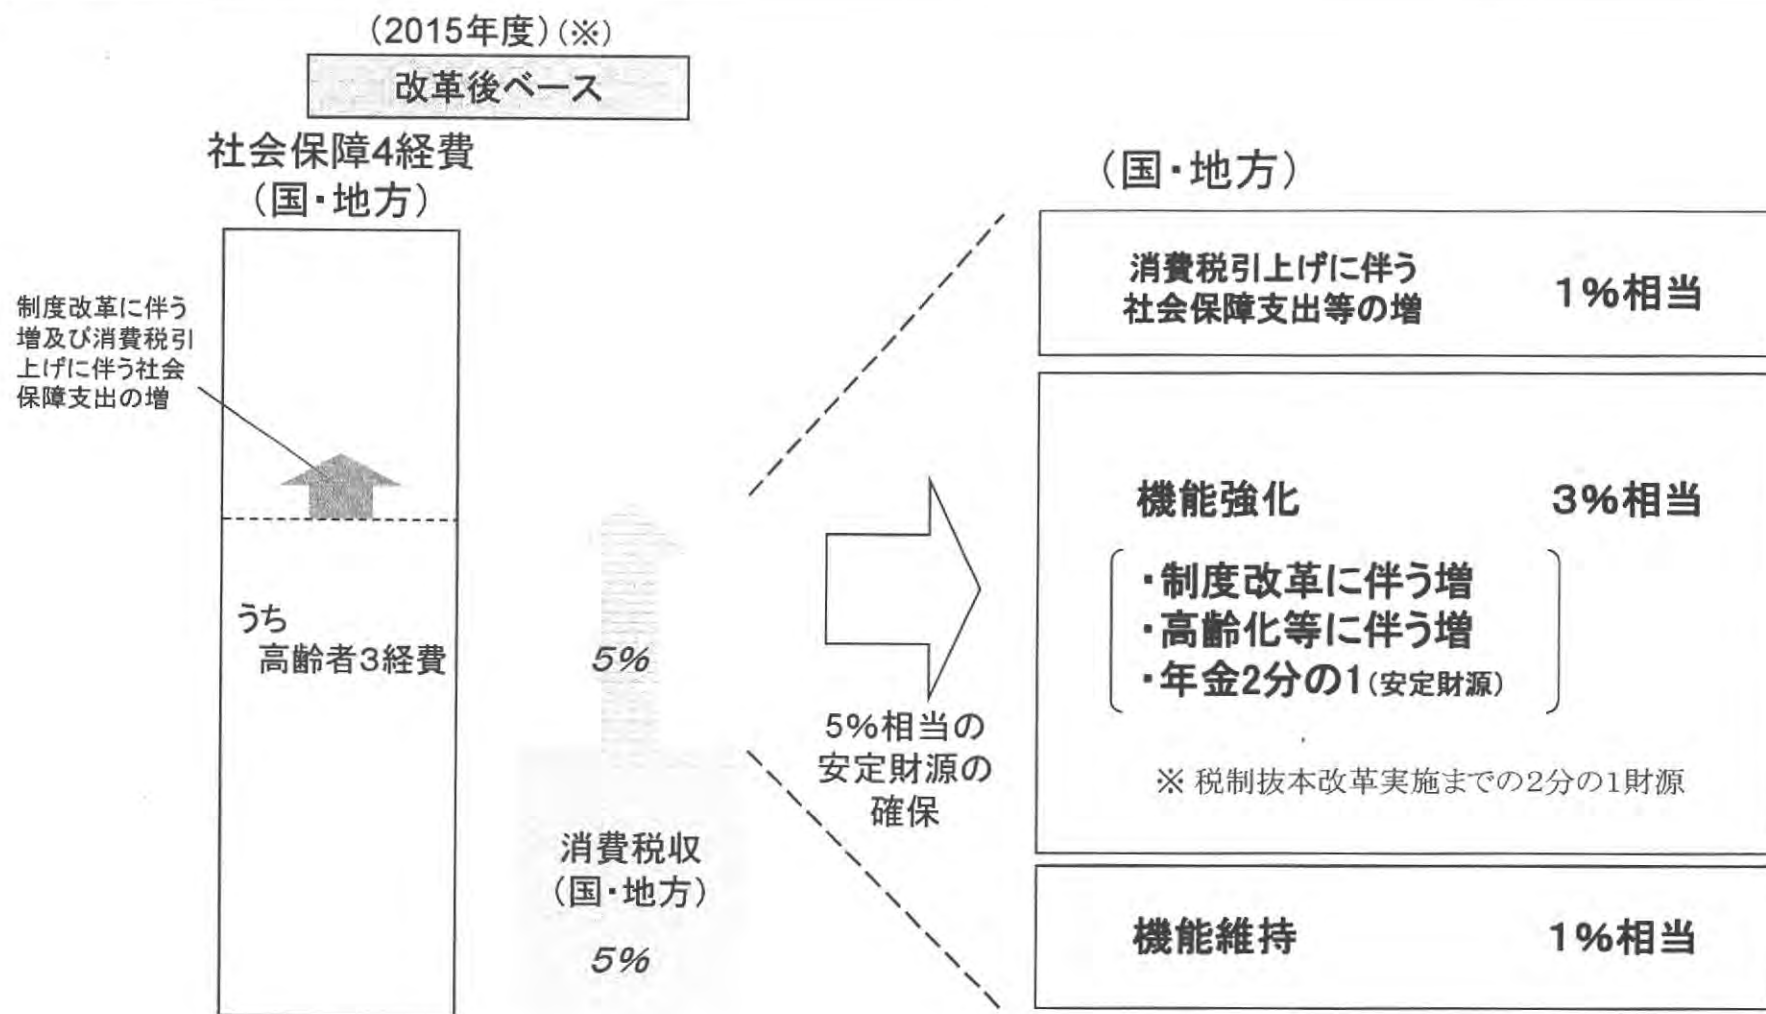 (2015年度)(※)
改革後ベース
社会保障4経費
(国・地方)
制度改革に伴う
増及び消費税引
上げに伴う社会
保障支出の増
うち
高齢者3経費
5%
消費税収
(国・地方)
5%
5%相当の
安定財源の
確保
(国・地方)
消費税引上げに伴う
社会保障支出等の増 1%相当
機能強化 3%相当
・制度改革に伴う増
・高齢化等に伴う増
・年金2分の1(安定財源)
※ 税制抜本改革実施までの2分の1財源
機能維持 1%相当